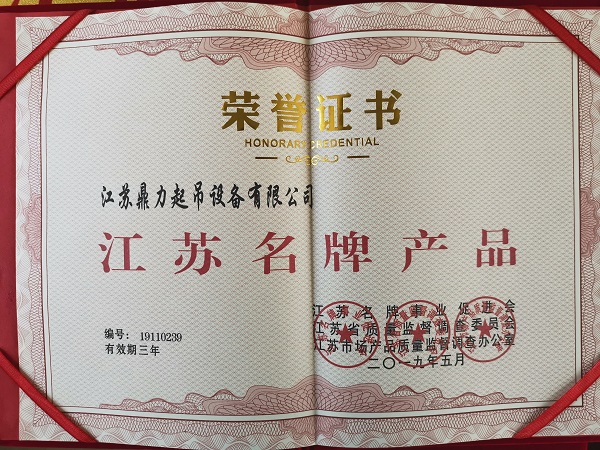 荣誉证书
HONORARY CREDENTIAL
江苏鼎力起吊设备有限公司
江苏名牌产品
编号：19110239
有效期三年
江苏名牌事业促进会
江苏省质量监督调查委员会
江苏市场产品质量监督调查办公室
二〇一九年五月